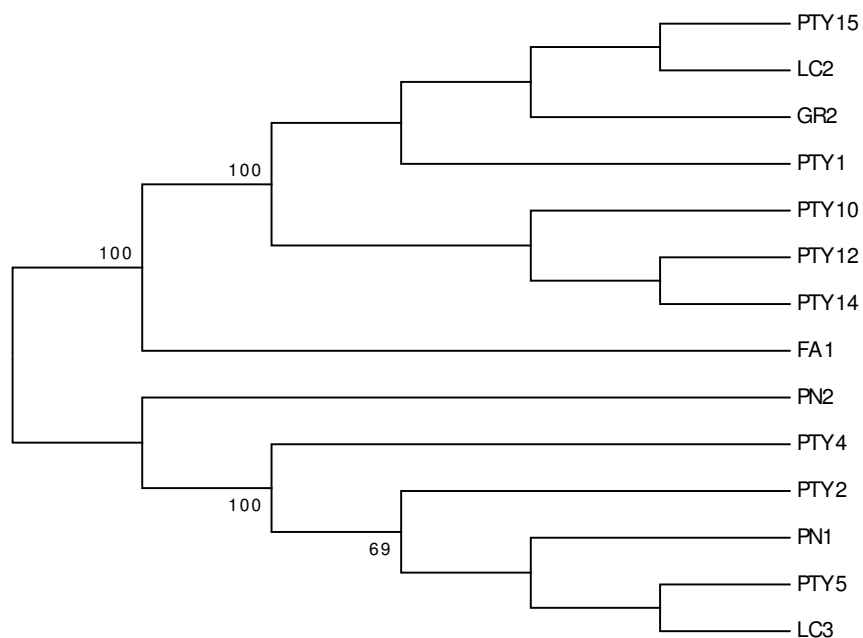 PTY15
LC2
GR2
PTY1
100
PTY10
100
PTY12
PTY14
FA1
PN2
PTY4
PTY2
100
PN1
69
PTY5
LC3